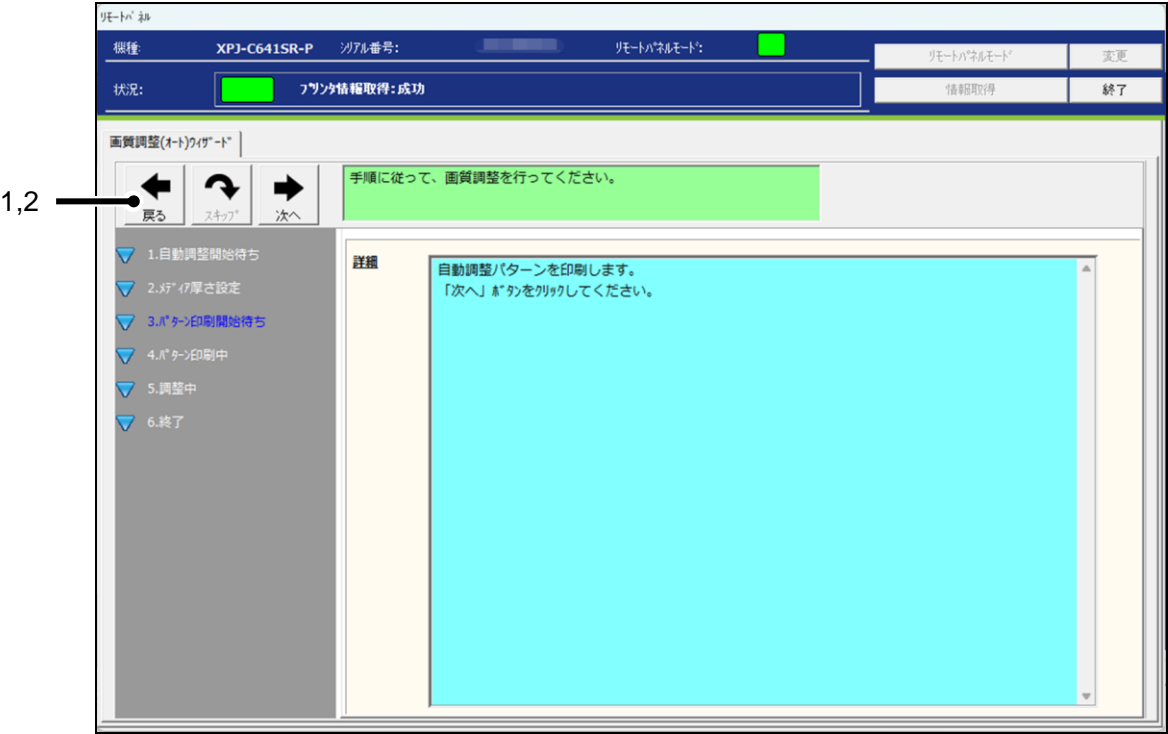 ﾘﾓｰﾄﾊﾟﾈﾙ
機種: XPJ-C641SR-P ｼﾘｱﾙ番号: ﾘﾓｰﾄﾊﾟﾈﾙﾓｰﾄﾞ:
ﾘﾓｰﾄﾊﾟﾈﾙﾓｰﾄﾞ 変更
状況: ﾌﾟﾘﾝﾀ情報取得:成功
情報取得 終了
画質調整(ｵｰﾄ)ｳｨｻﾞｰﾄﾞ
1,2
戻る ｽｷｯﾌﾟ 次へ
手順に従って、画質調整を行ってください。
1.自動調整開始待ち
2.ﾒﾃﾞｨｱ厚さ設定
3.ﾊﾟﾀｰﾝ印刷開始待ち
4.ﾊﾟﾀｰﾝ印刷中
5.調整中
6.終了
詳細
自動調整パターンを印刷します。
「次へ」ﾎﾞﾀﾝをｸﾘｯｸしてください。